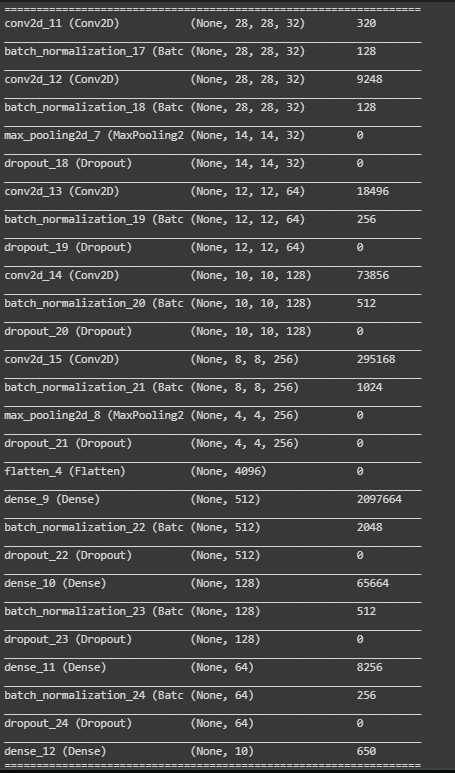 =================================================================
conv2d_11 (Conv2D) (None, 28, 28, 32) 320
batch_normalization_17 (Batc (None, 28, 28, 32) 128
conv2d_12 (Conv2D) (None, 28, 28, 32) 9248
batch_normalization_18 (Batc (None, 28, 28, 32) 128
max_pooling2d_7 (MaxPooling2 (None, 14, 14, 32) 0
dropout_18 (Dropout) (None, 14, 14, 32) 0
conv2d_13 (Conv2D) (None, 12, 12, 64) 18496
batch_normalization_19 (Batc (None, 12, 12, 64) 256
dropout_19 (Dropout) (None, 12, 12, 64) 0
conv2d_14 (Conv2D) (None, 10, 10, 128) 73856
batch_normalization_20 (Batc (None, 10, 10, 128) 512
dropout_20 (Dropout) (None, 10, 10, 128) 0
conv2d_15 (Conv2D) (None, 8, 8, 256) 295168
batch_normalization_21 (Batc (None, 8, 8, 256) 1024
max_pooling2d_8 (MaxPooling2 (None, 4, 4, 256) 0
dropout_21 (Dropout) (None, 4, 4, 256) 0
flatten_4 (Flatten) (None, 4096) 0
dense_9 (Dense) (None, 512) 2097664
batch_normalization_22 (Batc (None, 512) 2048
dropout_22 (Dropout) (None, 512) 0
dense_10 (Dense) (None, 128) 65664
batch_normalization_23 (Batc (None, 128) 512
dropout_23 (Dropout) (None, 128) 0
dense_11 (Dense) (None, 64) 8256
batch_normalization_24 (Batc (None, 64) 256
dropout_24 (Dropout) (None, 64) 0
dense_12 (Dense) (None, 10) 650
=================================================================